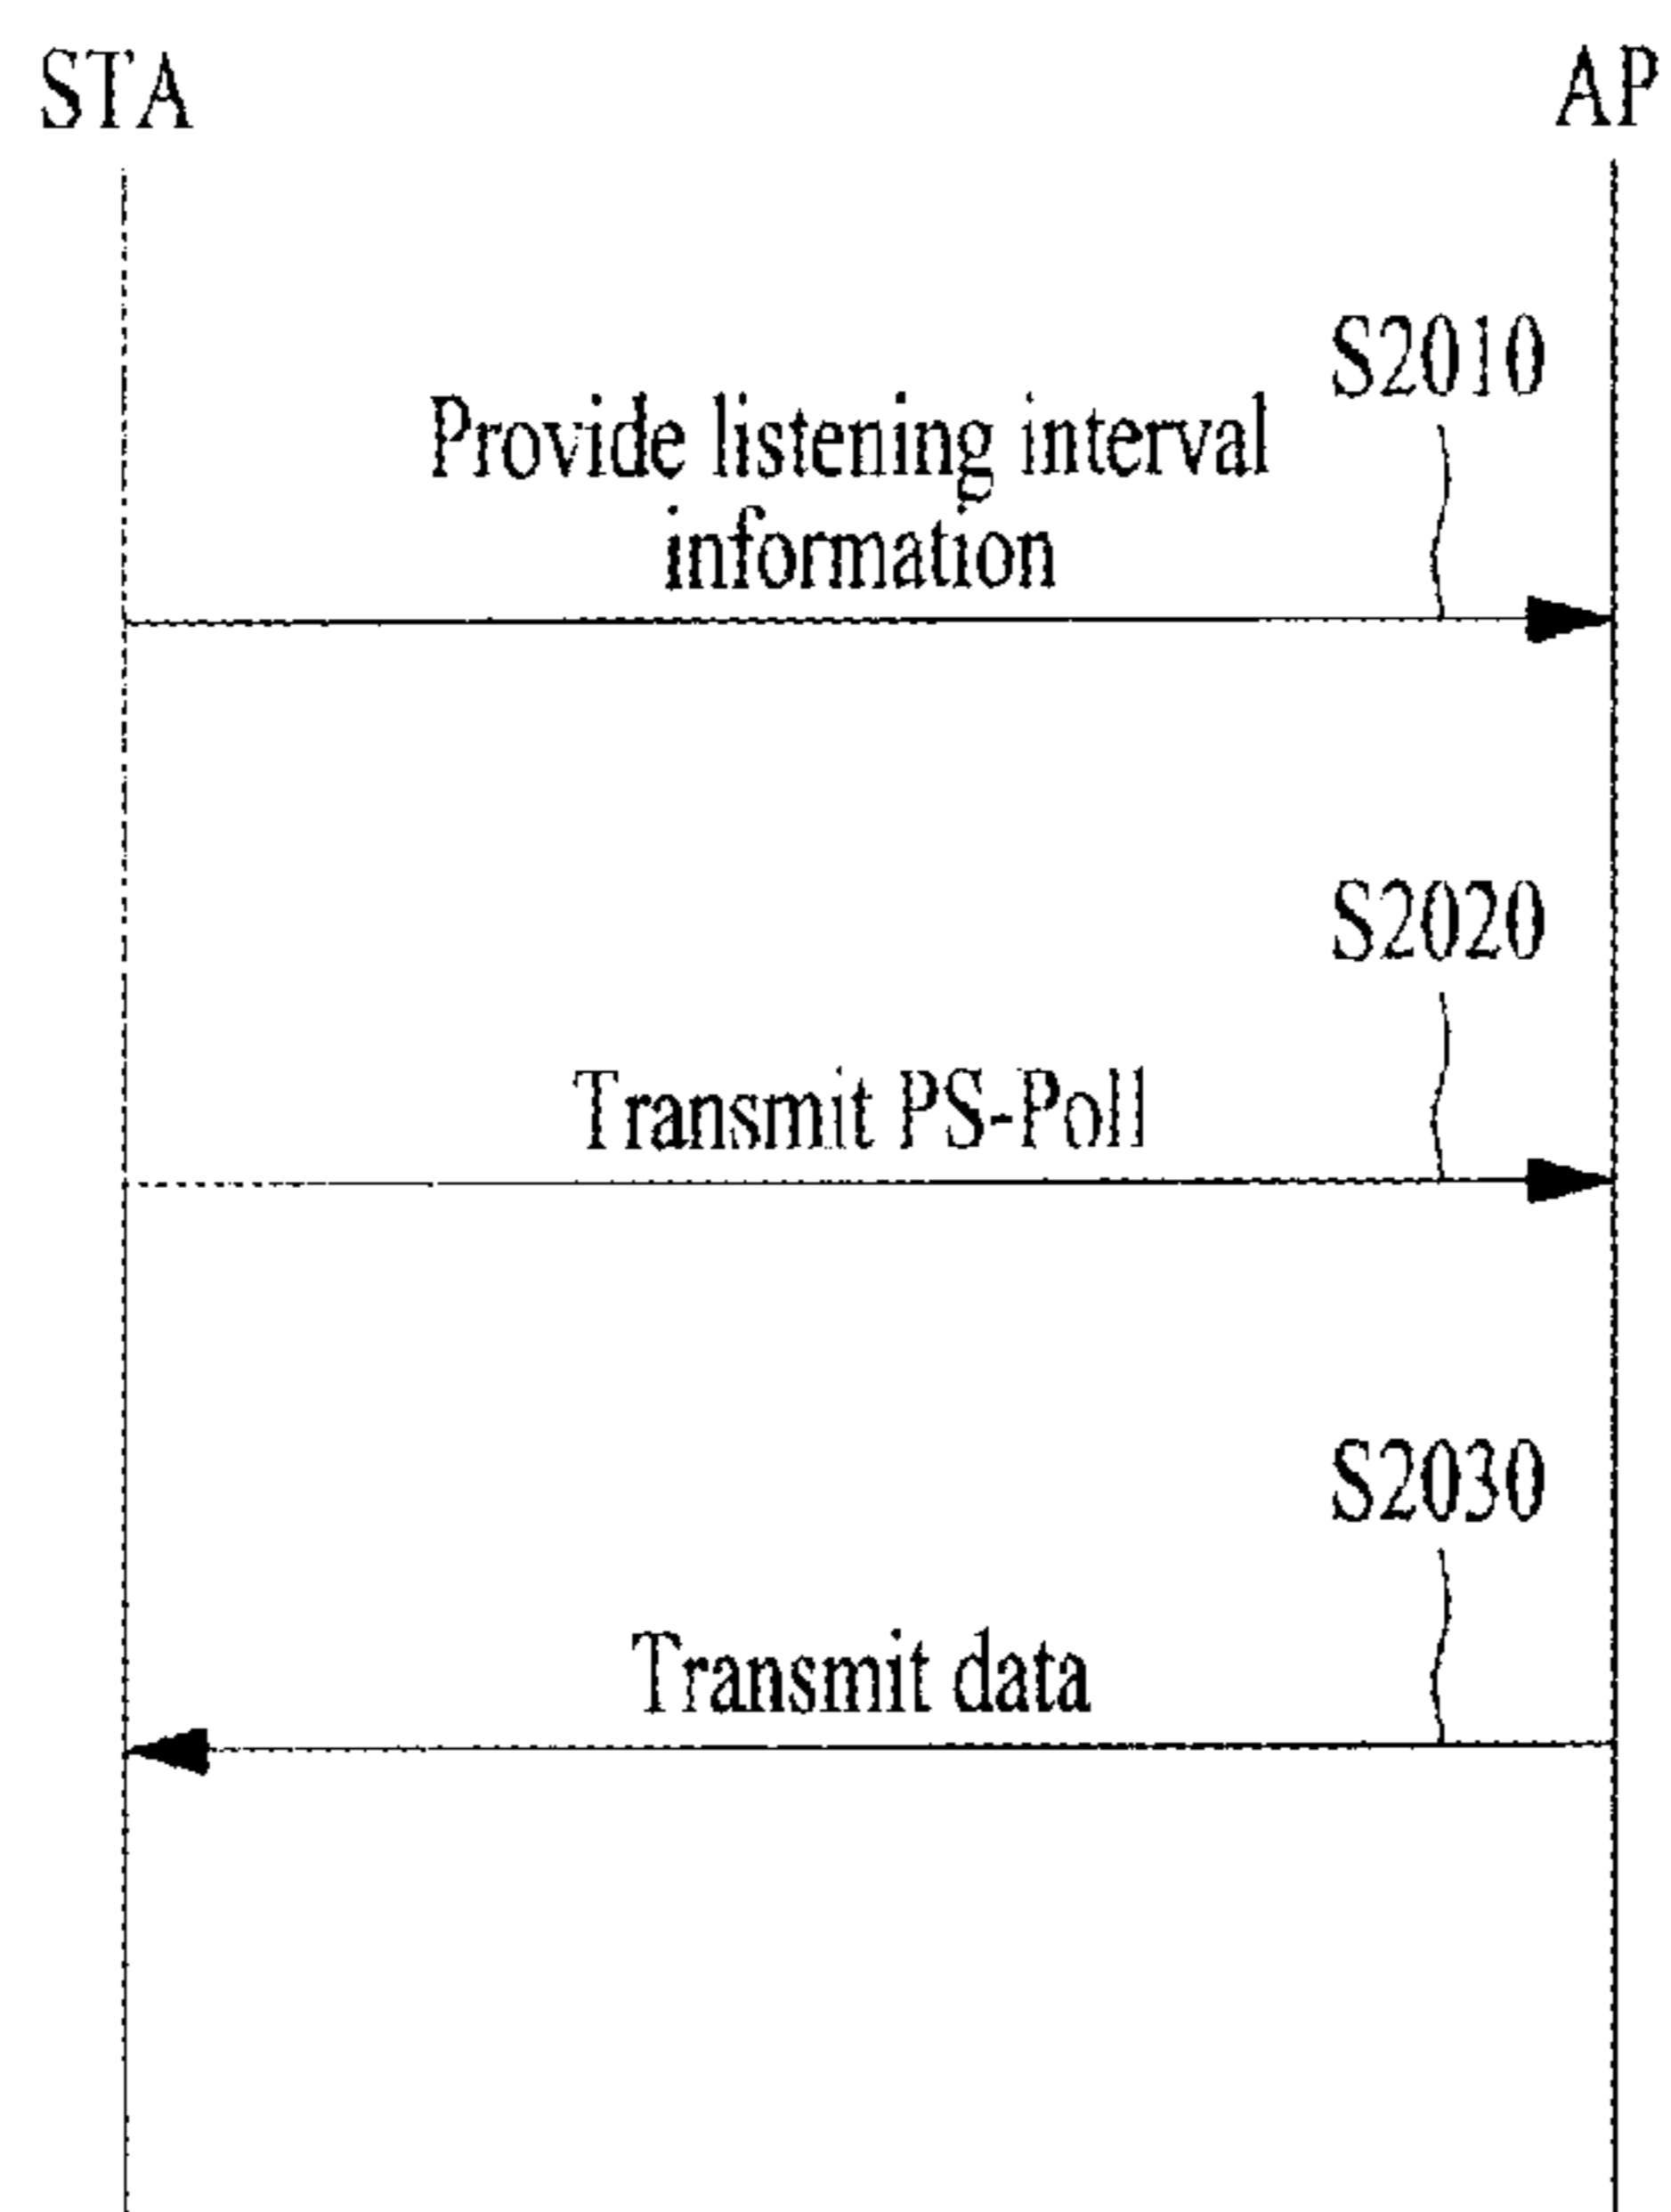 STA
AP
S2010
Provide listening interval
information
S2020
Transmit PS-Poll
S2030
Transmit data